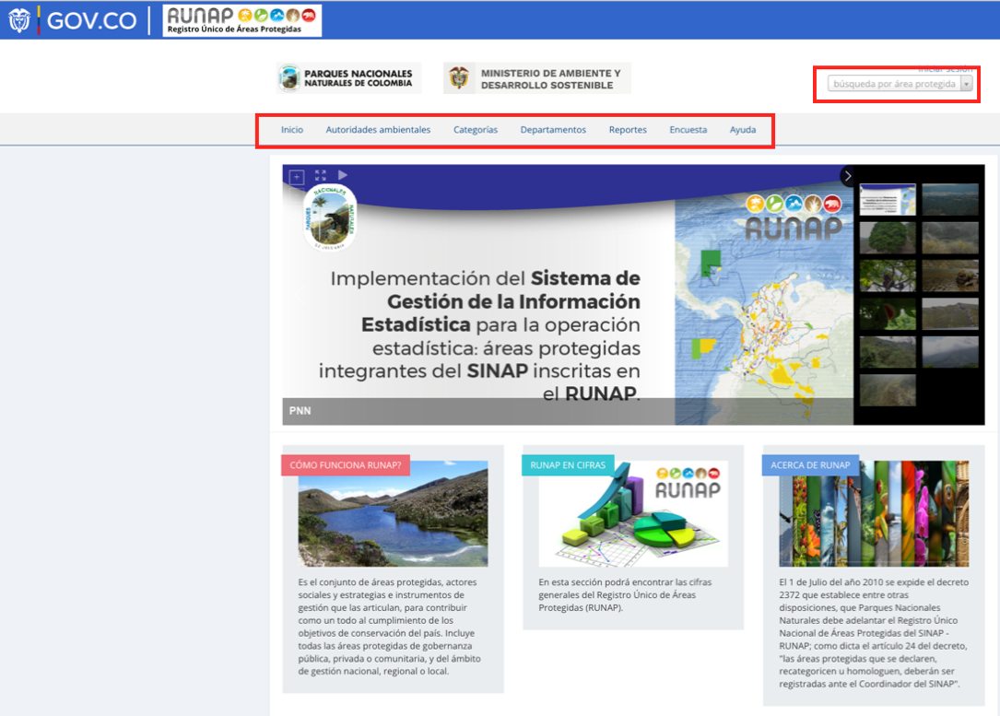 GOV.CO
RUNAP
Registro Único de Áreas Protegidas
PARQUES NACIONALES
NATURALES DE COLOMBIA
MINISTERIO DE AMBIENTE Y
DESARROLLO SOSTENIBLE
Iniciar sesión
búsqueda por área protegida
Inicio Autoridades ambientales Categorías Departamentos Reportes Encuesta Ayuda
RUNAP
Implementación del Sistema de
Gestión de la Información
Estadística para la operación
estadística: áreas protegidas
integrantes del SINAP inscritas en
el RUNAP.
PNN
CÓMO FUNCIONA RUNAP?
Es el conjunto de áreas protegidas, actores
sociales y estrategias e instrumentos de
gestión que las articulan, para contribuir
como un todo al cumplimiento de los
objetivos de conservación del país. Incluye
todas las áreas protegidas de gobernanza
pública, privada o comunitaria, y del ámbito
de gestión nacional, regional o local.
RUNAP EN CIFRAS
RUNAP
En esta sección podrá encontrar las cifras
generales del Registro Único de Áreas
Protegidas (RUNAP).
ACERCA DE RUNAP
El 1 de Julio del año 2010 se expide el decreto
2372 que establece entre otras
disposiciones, que Parques Nacionales
Naturales debe adelantar el Registro Único
Nacional de Áreas Protegidas del SINAP -
RUNAP; como dicta el artículo 24 del decreto,
"las áreas protegidas que se declaren,
recategoricen u homologuen, deberán ser
registradas ante el Coordinador del SINAP".